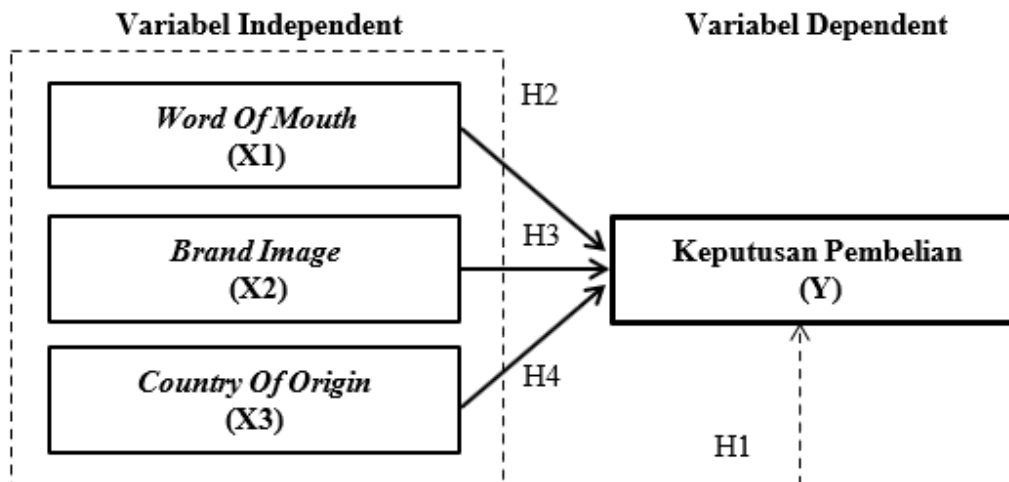 Variabel Independent
Variabel Dependent
Word Of Mouth
(X1)
H2
Brand Image
(X2)
H3
Keputusan Pembelian
(Y)
Country Of Origin
(X3)
H4
H1